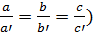 a/a′ = b/b′ = c/c′)